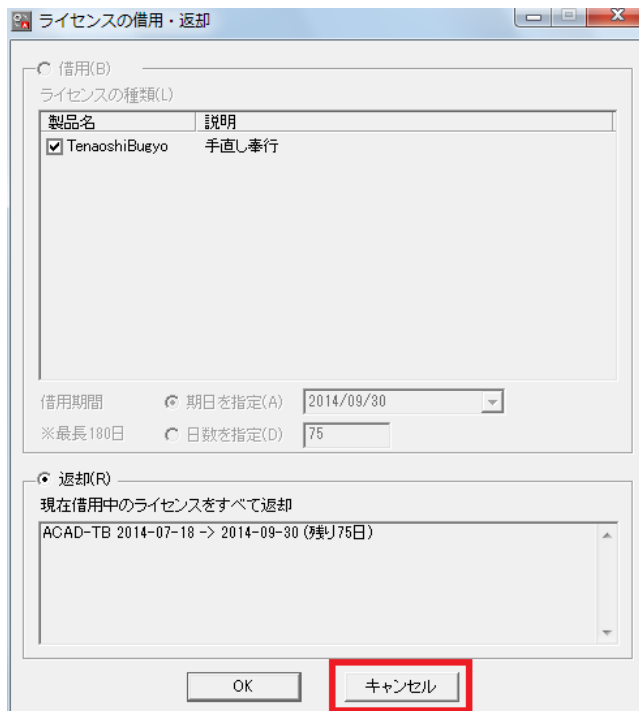 ライセンスの借用・返却
借用(B)
ライセンスの種類(L)
製品名 説明
TenaoshiBugyo 手直し奉行
借用期間 期日を指定(A) 2014/09/30
※最長180日 日数を指定(D) 75
返却(R)
現在借用中のライセンスをすべて返却
ACAD-TB 2014-07-18 -> 2014-09-30 (残り75日)
OK キャンセル